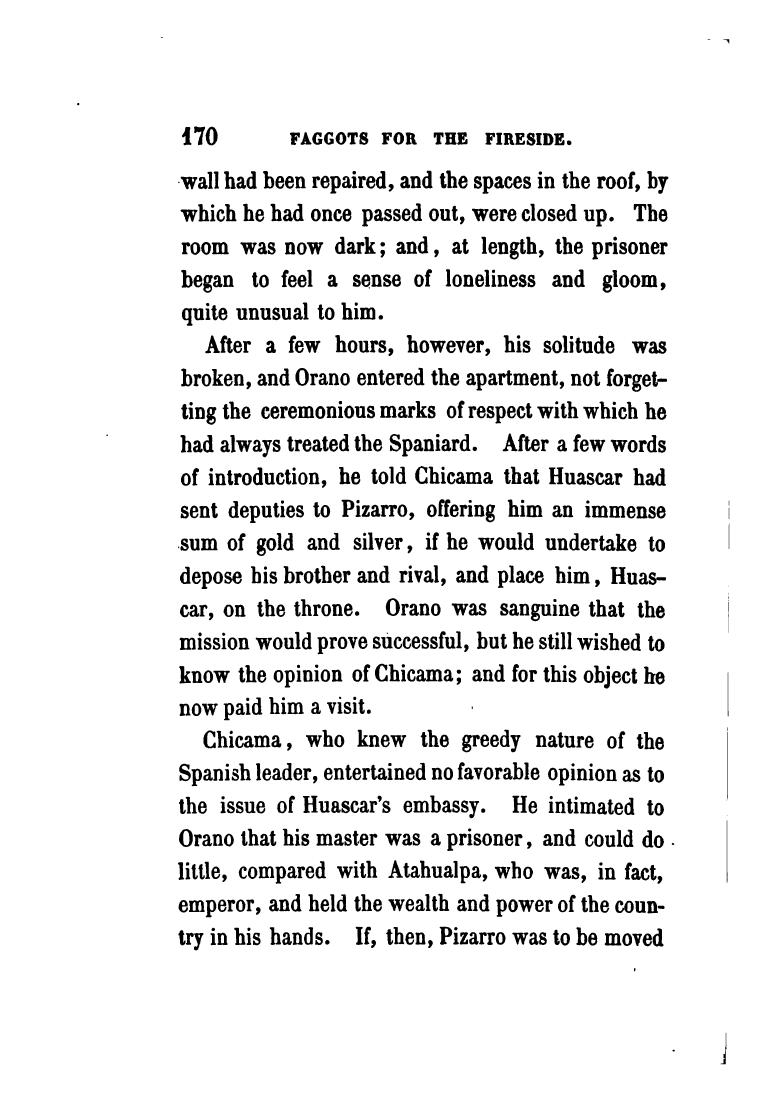 170 FAGGOTS FOR THE FIRESIDE.
wall had been repaired, and the spaces in the roof, by
which he had once passed out, were closed up. The
room was now dark; and, at length, the prisoner
began to feel a sense of loneliness and gloom,
quite unusual to him.
After a few hours, however, his solitude was
broken, and Orano entered the apartment, not forget-
ting the ceremonious marks of respect with which he
had always treated the Spaniard. After a few words
of introduction, he told Chicama that Huascar had
sent deputies to Pizarro, offering him an immense
sum of gold and silver, if he would undertake to
depose his brother and rival, and place him, Huas-
car, on the throne. Orano was sanguine that the
mission would prove successful, but he still wished to
know the opinion of Chicama; and for this object he
now paid him a visit.
Chicama, who knew the greedy nature of the
Spanish leader, entertained no favorable opinion as to
the issue of Huascar's embassy. He intimated to
Orano that his master was a prisoner, and could do
little, compared with Atahualpa, who was, in fact,
emperor, and held the wealth and power of the coun-
try in his hands. If, then, Pizarro was to be moved